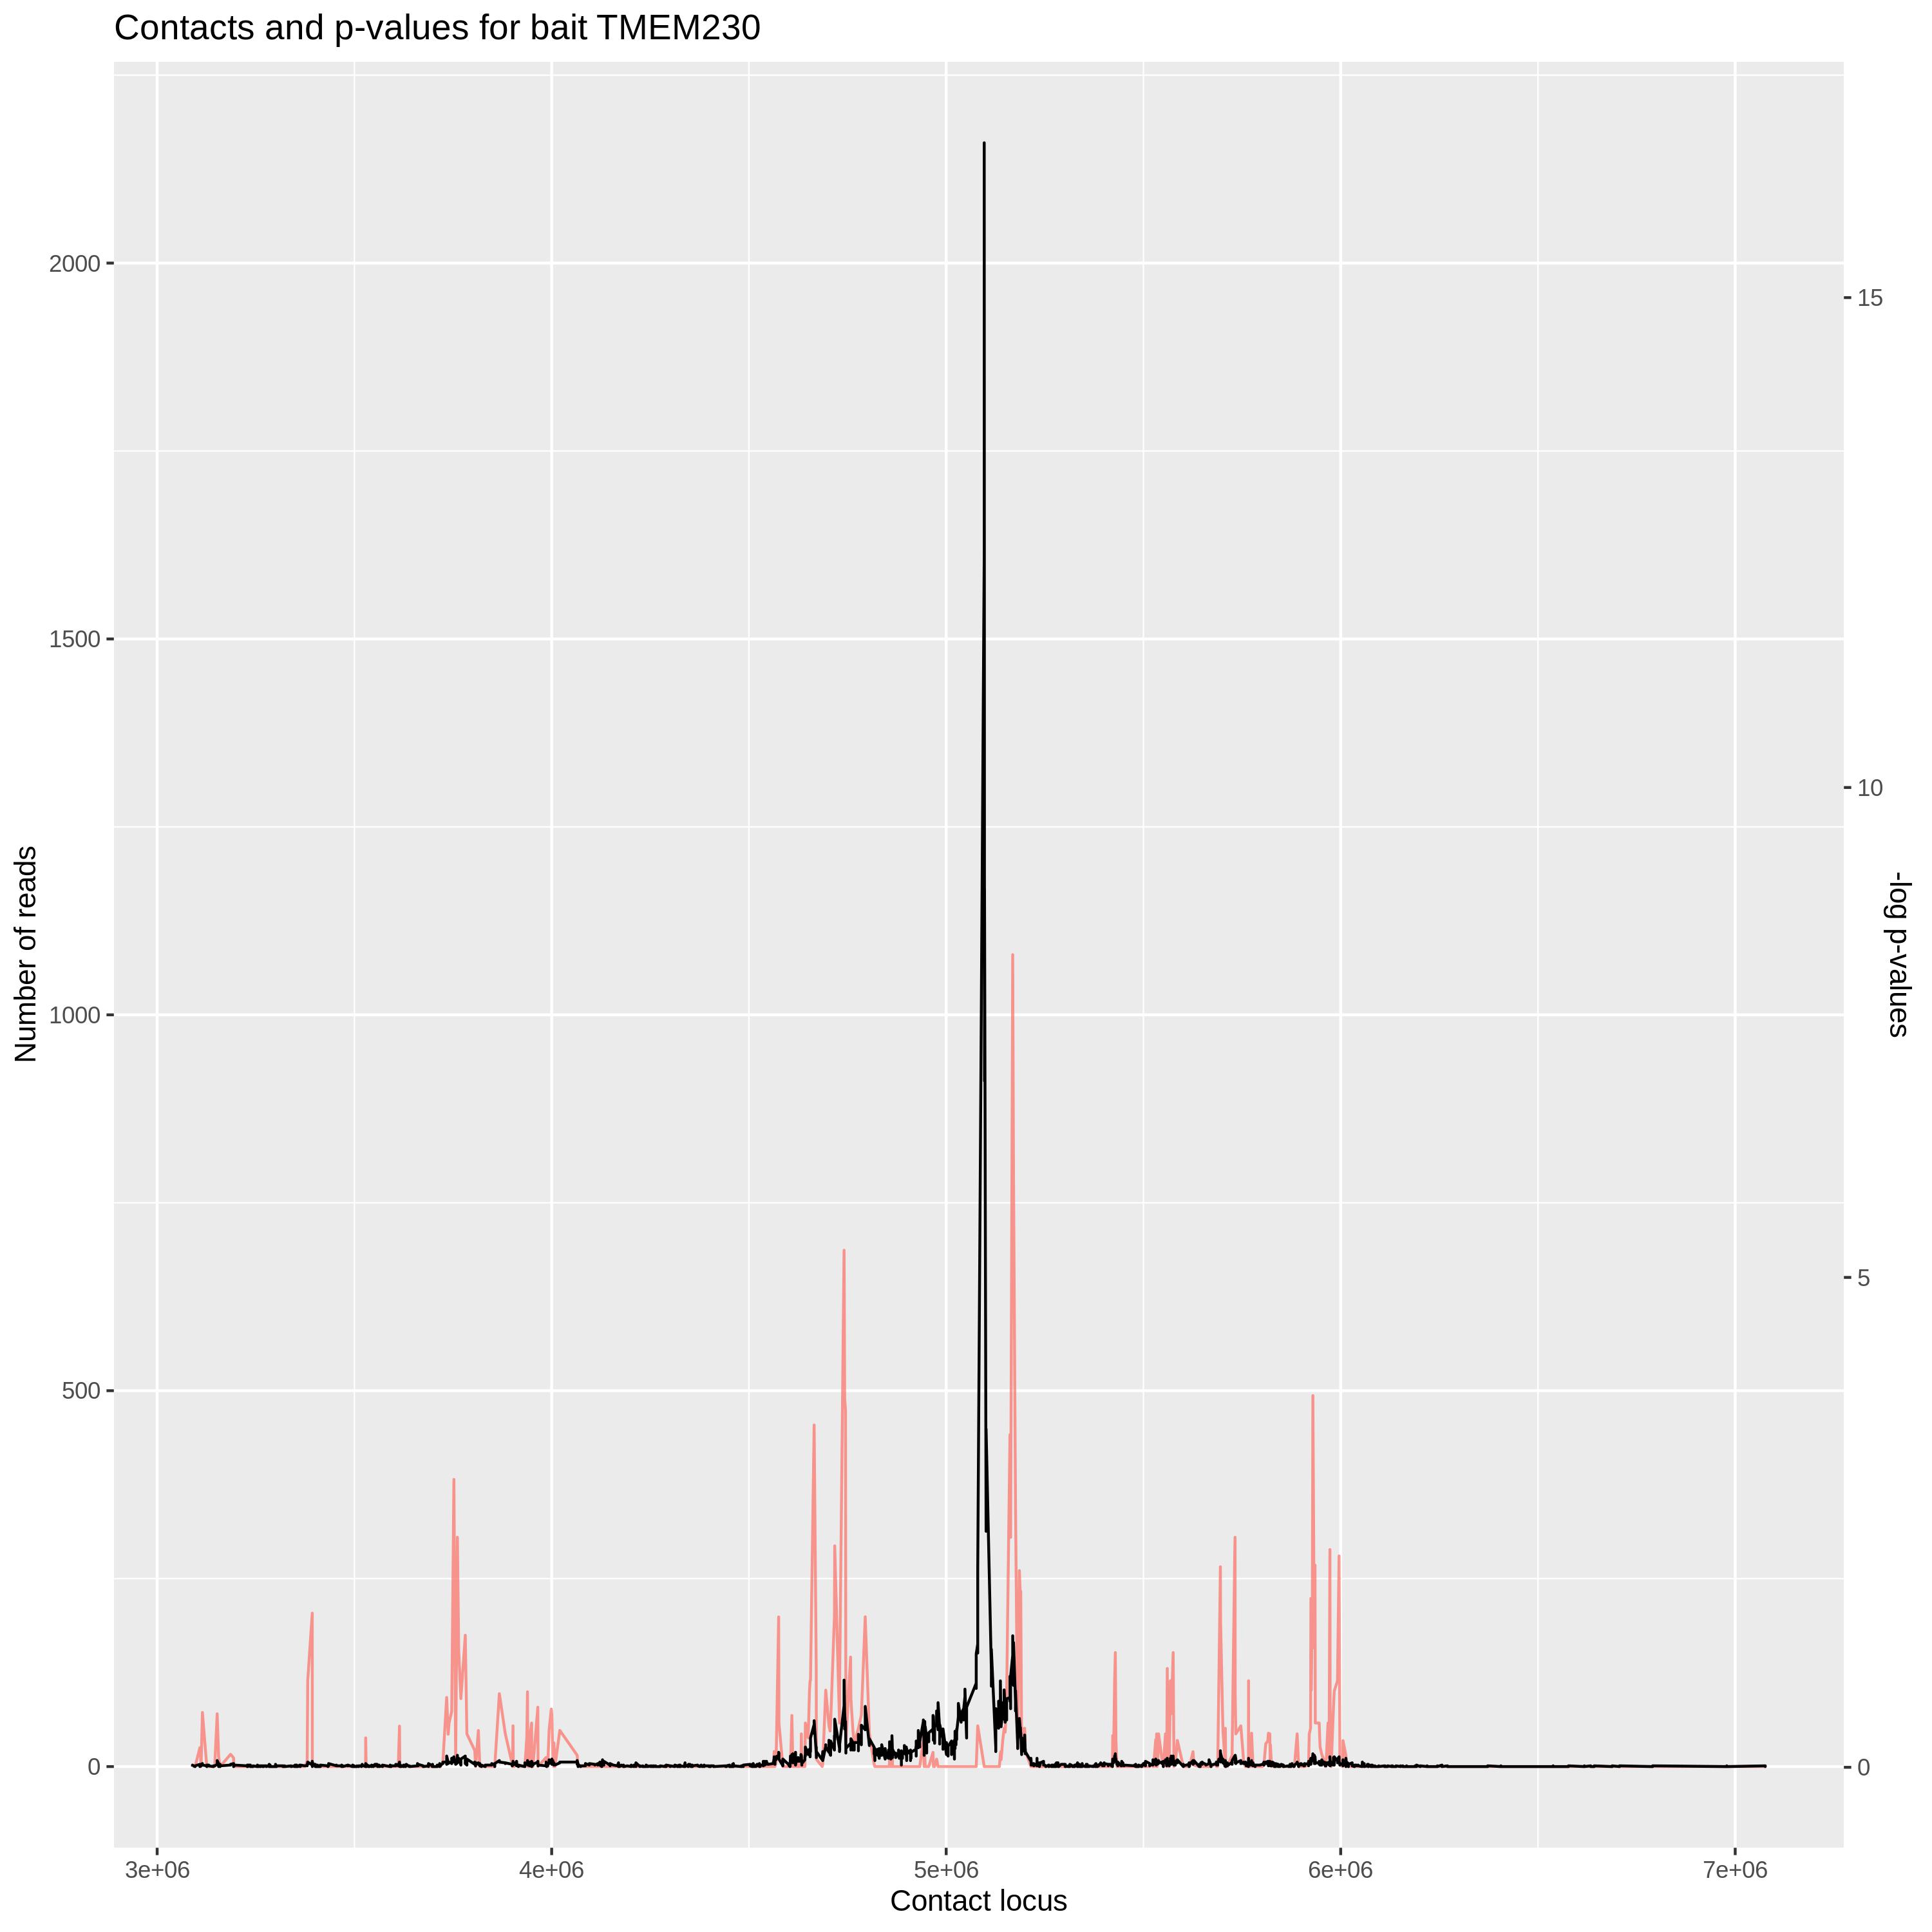 Contacts and p-values for bait TMEM230
2000
1500
1000
500
0
Number of reads
15
10
5
0
-log p-values
3e+06 4e+06 5e+06 6e+06 7e+06
Contact locus